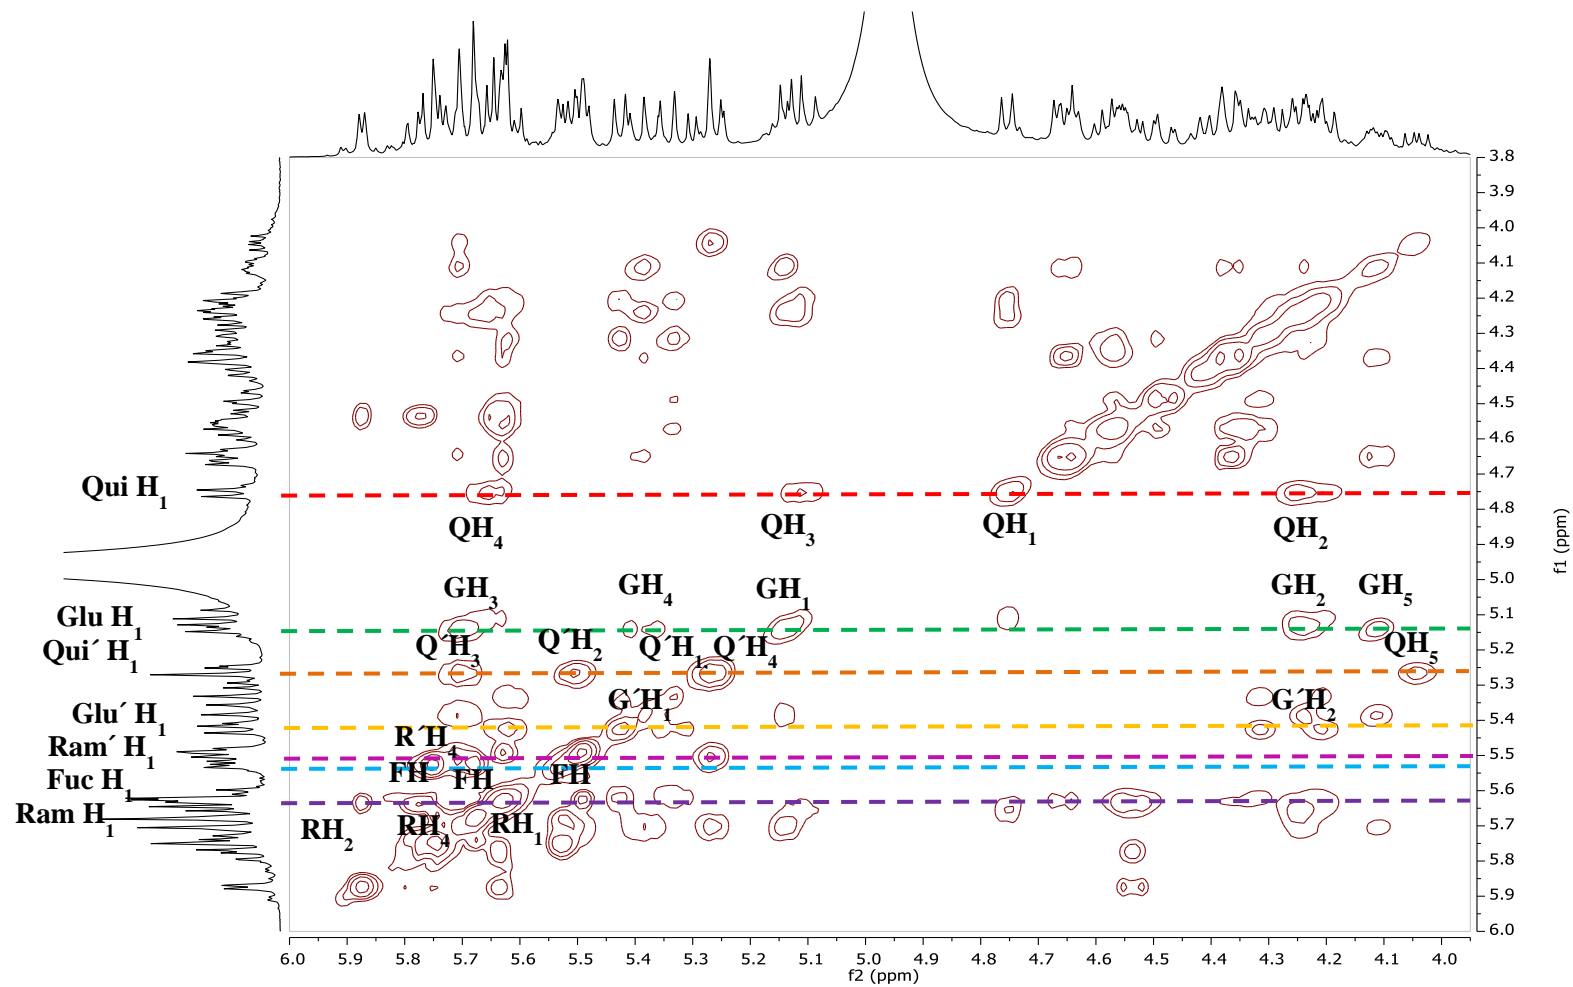 3.8
3.9
4.0
4.1
4.2
4.3
4.4
4.5
4.6
4.7
4.8
4.9
5.0
5.1
5.2
5.3
5.4
5.5
5.6
5.7
5.8
5.9
6.0
f1 (ppm)
Qui H1
QH4 QH3 QH1 QH2
GH3 GH4 GH1 GH2 GH5
Glu H1
Qui´ H1
Q´H3 Q´H2 Q´H1, Q´H4 QH5
Glu´ H1
G´H1 G´H2
Ram´ H1
R´H4
Fuc H1
FH FH FH
Ram H1
RH2 RH4 RH1
6.0 5.9 5.8 5.7 5.6 5.5 5.4 5.3 5.2 5.1 5.0 4.9 4.8 4.7 4.6 4.5 4.4 4.3 4.2 4.1 4.0
f2 (ppm)